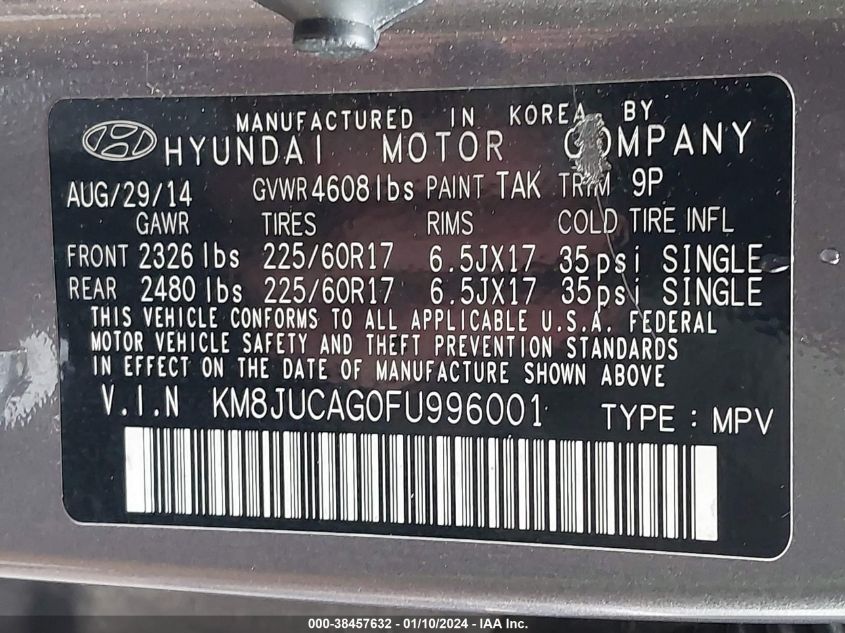 MANUFACTURED IN KOREA BY
HYUNDAI MOTOR COMPANY
AUG/29/14 GVWR 4608 lbs PAINT TAK TRIM 9P
GAWR TIRES RIMS COLD TIRE INFL
FRONT 2326 lbs 225/60R17 6.5JX17 35psi SINGLE
REAR 2480 lbs 225/60R17 6.5JX17 35psi SINGLE
THIS VEHICLE CONFORMS TO ALL APPLICABLE U.S.A. FEDERAL
MOTOR VEHICLE SAFETY AND THEFT PREVENTION STANDARDS
IN EFFECT ON THE DATE OF MANUFACTURE SHOWN ABOVE
V.I.N KM8JUCAG0FU996001 TYPE : MPV
000-38457632 - 01/10/2024 - IAA Inc.